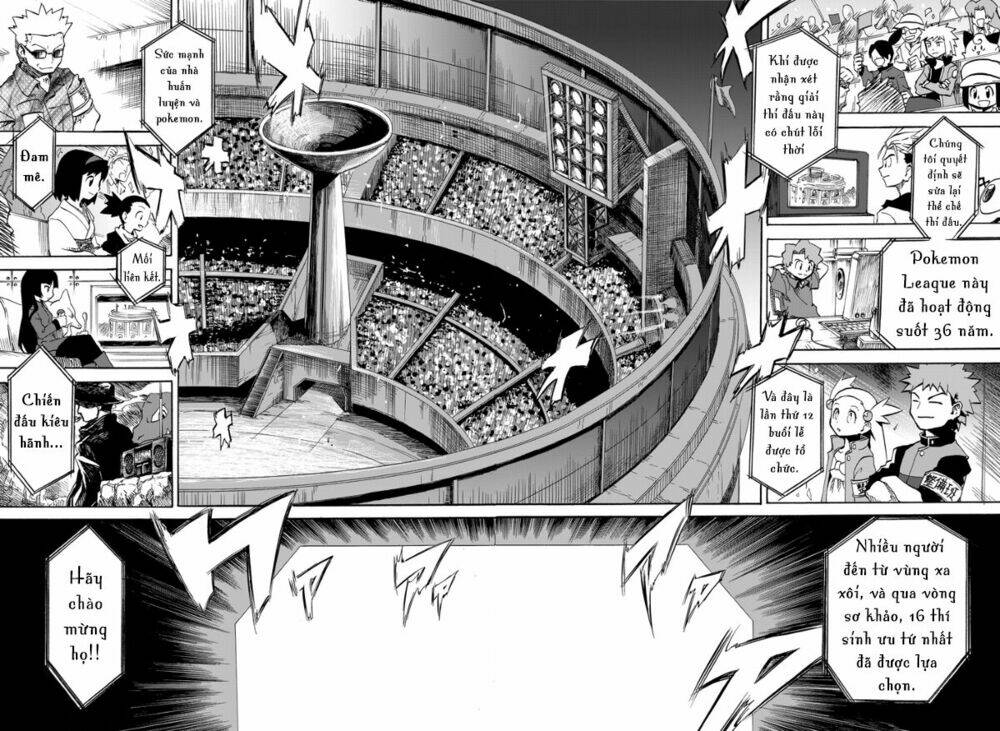 Khí được
nhận xét
rằng giải
thi đấu này
có chút lỗi
thời
Chúng
tôi quyết
định sẽ
sửa lại
thể chế
thi đấu.
Pokemon
League này
đã hoạt động
suốt 36 năm.
Và đây là
lần thứ 12
buổi lễ
được tổ
chức.
整備班
Sức mạnh
của nhà
huấn
luyện và
pokemon.
Đam
mê.
Mối
liên kết.
Chiến
đấu kiêu
hãnh...
Nhiều người
đến từ vùng xa
xôi, và qua vòng
sơ khảo, 16 thí
sinh ưu tú nhất
đã được lựa
chọn.
Hãy
chào
mừng
họ!!